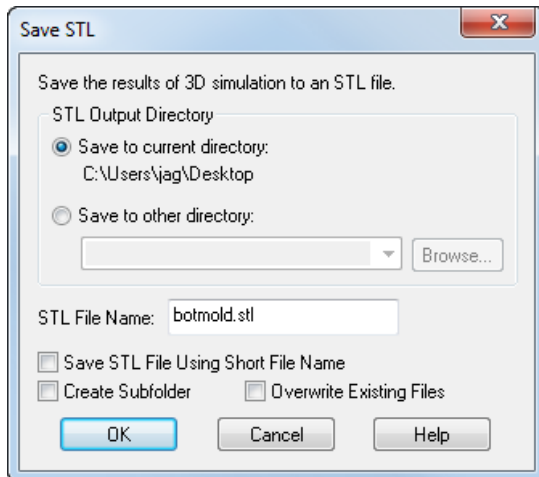 Save STL
Save the results of 3D simulation to an STL file.
STL Output Directory
Save to current directory:
C:\Users\jag\Desktop
Save to other directory:
Browse...
STL File Name: botmold.stl
Save STL File Using Short File Name
Create Subfolder Overwrite Existing Files
OK Cancel Help